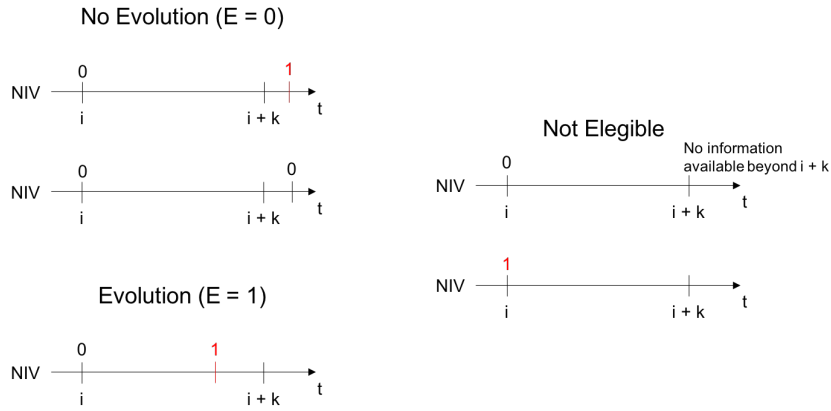 No Evolution (E = 0)
0 1
NIV
i i + k t
0 0
NIV
i i + k t
Evolution (E = 1)
0 1
NIV
i i + k t
Not Elegible
No information
available beyond i + k
0
NIV
i i + k t
1
NIV
i i + k t